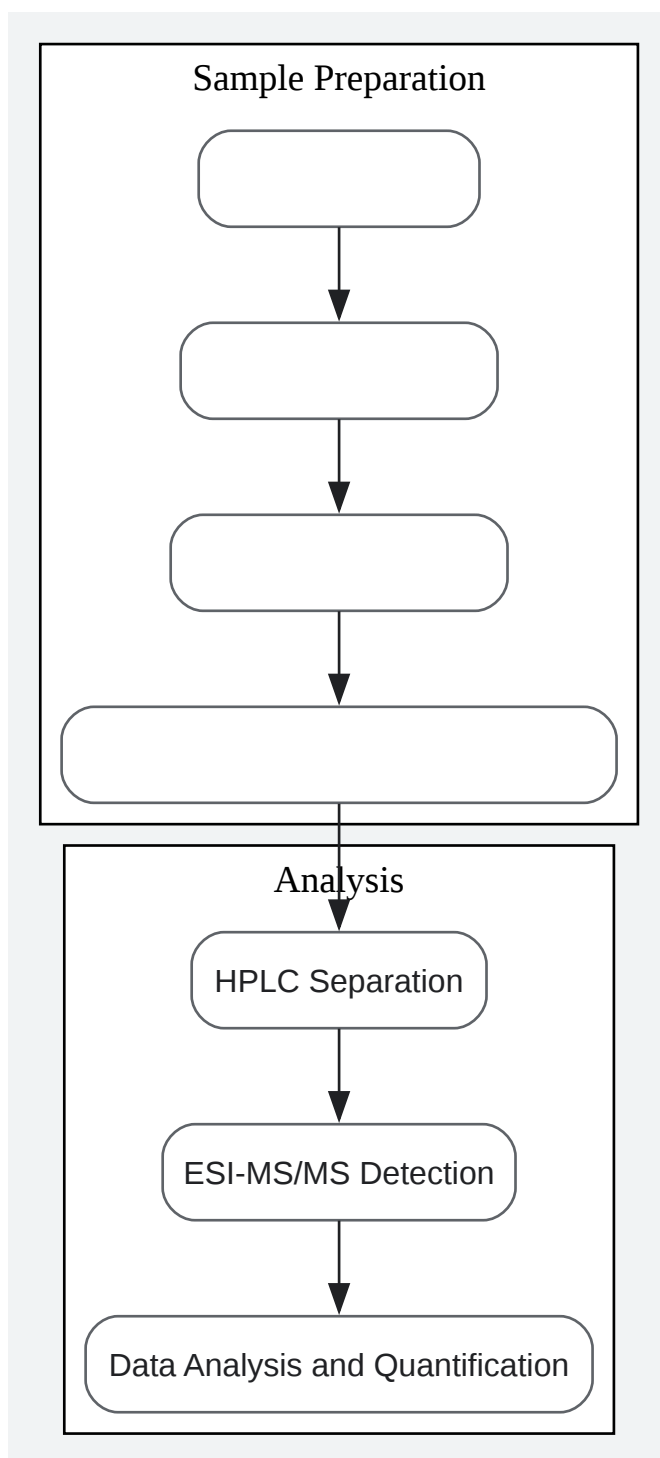 Sample Preparation
Analysis
HPLC Separation
ESI-MS/MS Detection
Data Analysis and Quantification